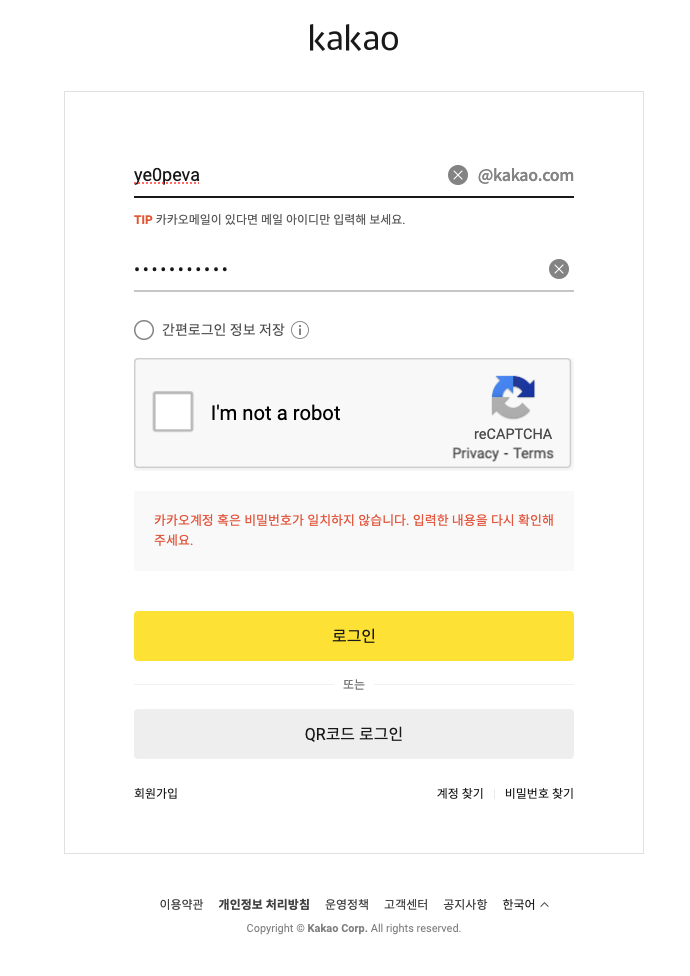 kakao
ye0peva @kakao.com
TIP 카카오메일이 있다면 메일 아이디만 입력해 보세요.
간편로그인 정보 저장
I'm not a robot
reCAPTCHA
Privacy - Terms
카카오계정 혹은 비밀번호가 일치하지 않습니다. 입력한 내용을 다시 확인해
주세요.
로그인
또는
QR코드 로그인
회원가입 계정 찾기 비밀번호 찾기
이용약관 개인정보 처리방침 운영정책 고객센터 공지사항 한국어
Copyright © Kakao Corp. All rights reserved.